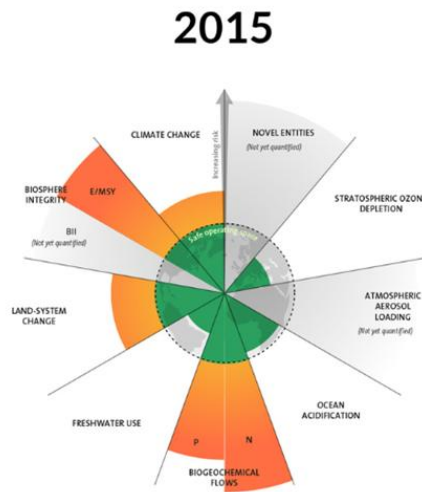 2015
CLIMATE CHANGE
Increasing risk
NOVEL ENTITIES
(Not yet quantified)
BIOSPHERE
INTEGRITY
E/MSY
STRATOSPHERIC OZON
DEPLETION
BII
(Not yet quantified)
Safe operating space
LAND-SYSTEM
CHANGE
ATMOSPHERIC
AEROSOL
LOADING
(Not yet quantified)
FRESHWATER USE
OCEAN
ACIDIFICATION
P
N
BIOGEOCHEMICAL
FLOWS